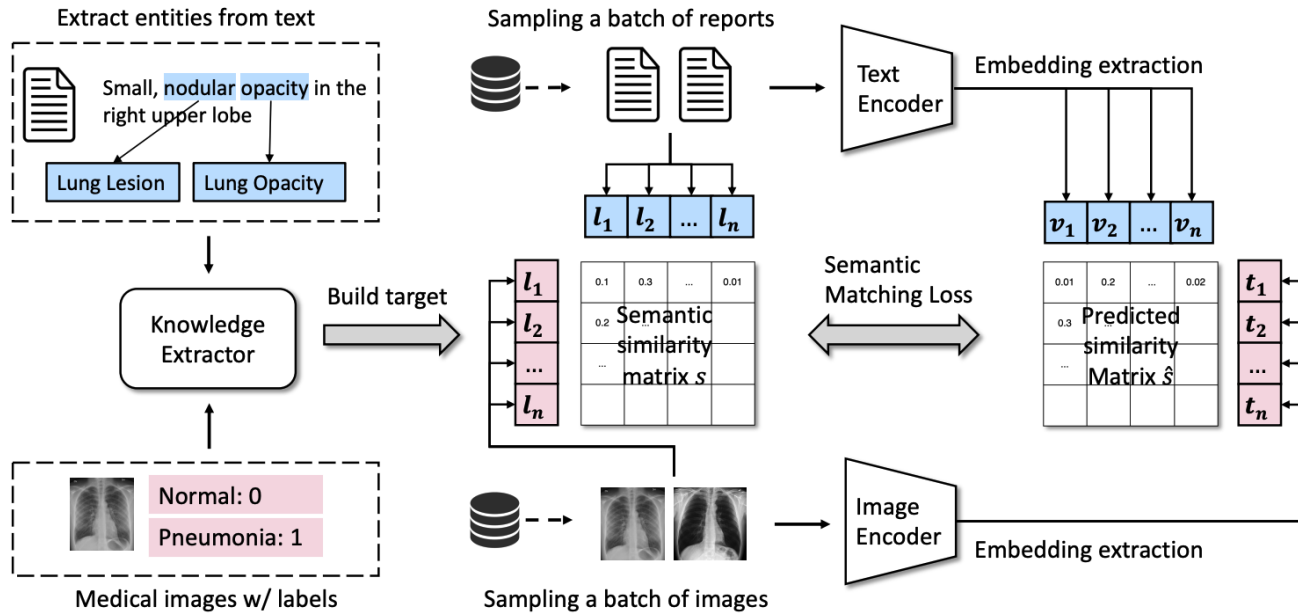 Extract entities from text
Small, nodular opacity in the
right upper lobe
Lung Lesion
Lung Opacity
Knowledge
Extractor
Normal: 0
Pneumonia: 1
Medical images w/ labels
Build target
Sampling a batch of reports
l₁ l₂ ... lₙ
l₁
l₂
...
lₙ
0.1 0.3 ... 0.01
0.2 ...
...
Semantic
similarity
matrix s
Sampling a batch of images
Text
Encoder
Embedding extraction
Semantic
Matching Loss
v₁ v₂ ... vₙ
0.01 0.2 ... 0.02
0.3 ...
...
Predicted
similarity
Matrix ŝ
t₁
t₂
...
tₙ
Image
Encoder
Embedding extraction